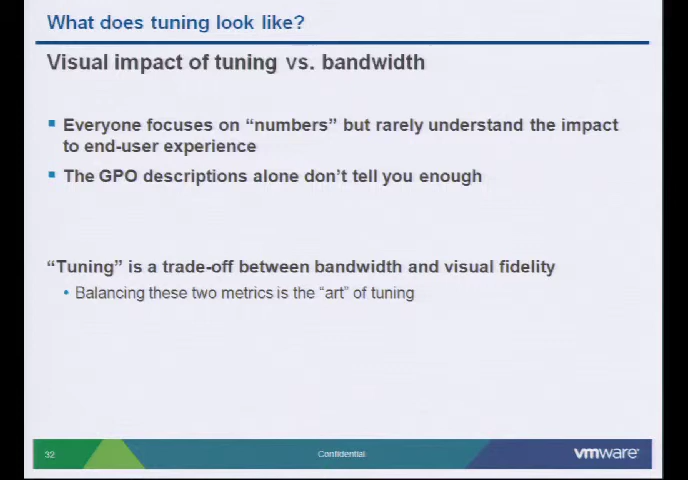 What does tuning look like?
Visual impact of tuning vs. bandwidth
Everyone focuses on “numbers” but rarely understand the impact
to end-user experience
The GPO descriptions alone don’t tell you enough
“Tuning” is a trade-off between bandwidth and visual fidelity
Balancing these two metrics is the “art” of tuning
32
Confidential
vmware